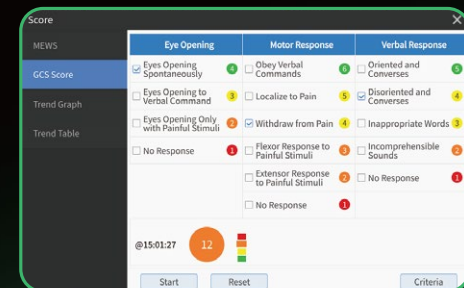 Score
MEWS
GCS Score
Trend Graph
Trend Table
Eye Opening
Eyes Opening
Spontaneously 4
Eyes Opening to
Verbal Command 3
Eyes Opening Only
with Painful Stimuli 2
No Response 1
Motor Response
Obey Verbal
Commands 6
Localize to Pain 5
Withdraw from Pain 4
Flexor Response to
Painful Stimuli 3
Extensor Response
to Painful Stimuli 2
No Response 1
Verbal Response
Oriented and
Converses 5
Disoriented and
Converses 4
Inappropriate Words 3
Incomprehensible
Sounds 2
No Response 1
@15:01:27
12
Start
Reset
Criteria